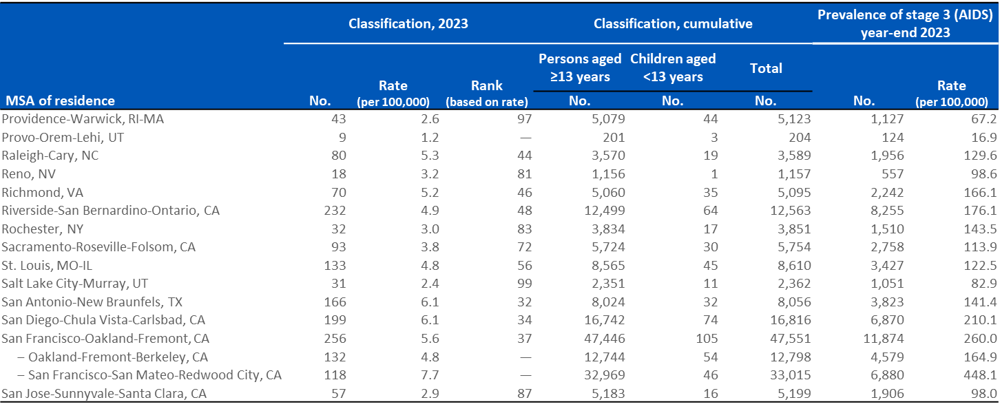 Classification, 2023 Classification, cumulative Prevalence of stage 3 (AIDS) year-end 2023
Persons aged ≥13 years Children aged <13 years Total
MSA of residence No. Rate (per 100,000) Rank (based on rate) No. No. No. No. Rate (per 100,000)
Providence-Warwick, RI-MA 43 2.6 97 5,079 44 5,123 1,127 67.2
Provo-Orem-Lehi, UT 9 1.2 — 201 3 204 124 16.9
Raleigh-Cary, NC 80 5.3 44 3,570 19 3,589 1,956 129.6
Reno, NV 18 3.2 81 1,156 1 1,157 557 98.6
Richmond, VA 70 5.2 46 5,060 35 5,095 2,242 166.1
Riverside-San Bernardino-Ontario, CA 232 4.9 48 12,499 64 12,563 8,255 176.1
Rochester, NY 32 3.0 83 3,834 17 3,851 1,510 143.5
Sacramento-Roseville-Folsom, CA 93 3.8 72 5,724 30 5,754 2,758 113.9
St. Louis, MO-IL 133 4.8 56 8,565 45 8,610 3,427 122.5
Salt Lake City-Murray, UT 31 2.4 99 2,351 11 2,362 1,051 82.9
San Antonio-New Braunfels, TX 166 6.1 32 8,024 32 8,056 3,823 141.4
San Diego-Chula Vista-Carlsbad, CA 199 6.1 34 16,742 74 16,816 6,870 210.1
San Francisco-Oakland-Fremont, CA 256 5.6 37 47,446 105 47,551 11,874 260.0
– Oakland-Fremont-Berkeley, CA 132 4.8 — 12,744 54 12,798 4,579 164.9
– San Francisco-San Mateo-Redwood City, CA 118 7.7 — 32,969 46 33,015 6,880 448.1
San Jose-Sunnyvale-Santa Clara, CA 57 2.9 87 5,183 16 5,199 1,906 98.0